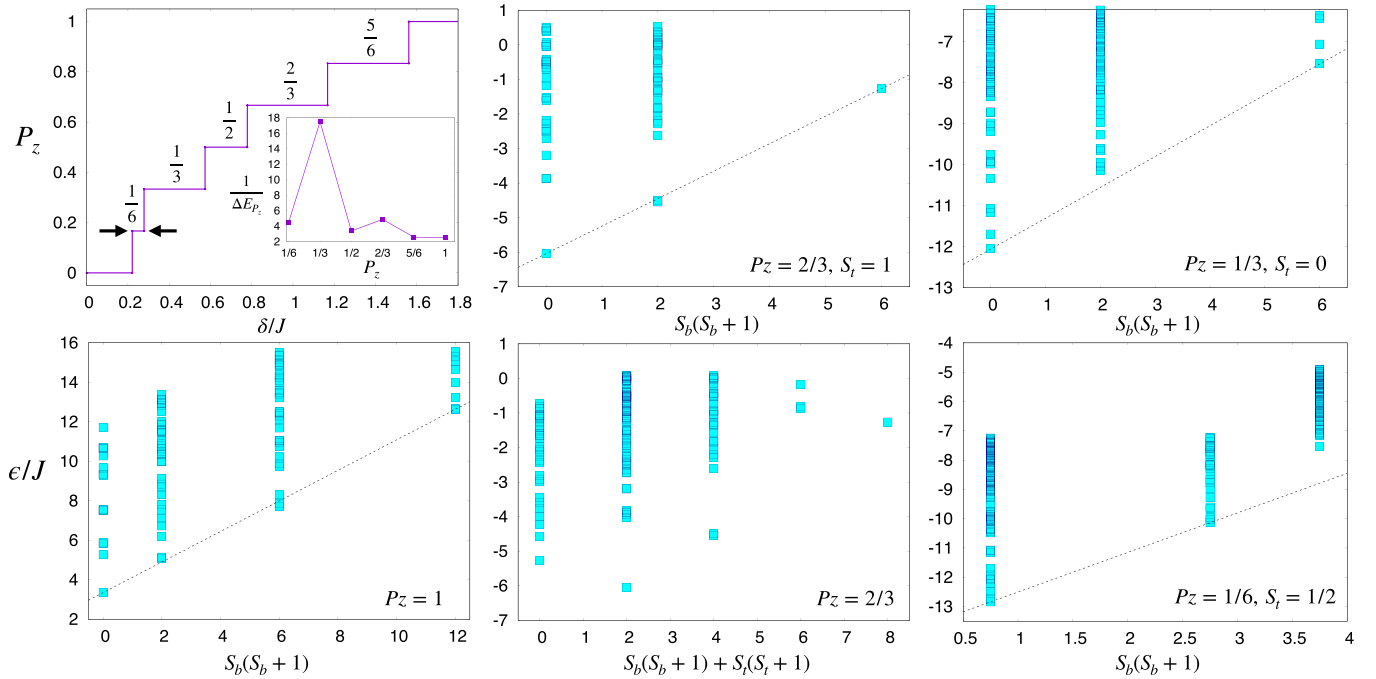 P_z
1
0.8
0.6
0.4
0.2
0
1/6
1/3
1/2
2/3
5/6
0 0.2 0.4 0.6 0.8 1 1.2 1.4 1.6 1.8
δ/J
1/ΔE_{P_z}
18
16
14
12
10
8
6
4
2
1/6 1/3 1/2 2/3 5/6 1
P_z
1
0
-1
-2
-3
-4
-5
-6
-7
Pz = 2/3, S_t = 1
0 1 2 3 4 5 6
S_b(S_b + 1)
-7
-8
-9
-10
-11
-12
-13
Pz = 1/3, S_t = 0
0 1 2 3 4 5 6
S_b(S_b + 1)
ϵ/J
16
14
12
10
8
6
4
2
Pz = 1
0 2 4 6 8 10 12
S_b(S_b + 1)
0
-1
-2
-3
-4
-5
-6
-7
Pz = 2/3
0 1 2 3 4 5 6 7 8
S_b(S_b + 1) + S_t(S_t + 1)
-4
-5
-6
-7
-8
-9
-10
-11
-12
-13
Pz = 1/6, S_t = 1/2
0.5 1 1.5 2 2.5 3 3.5 4
S_b(S_b + 1)